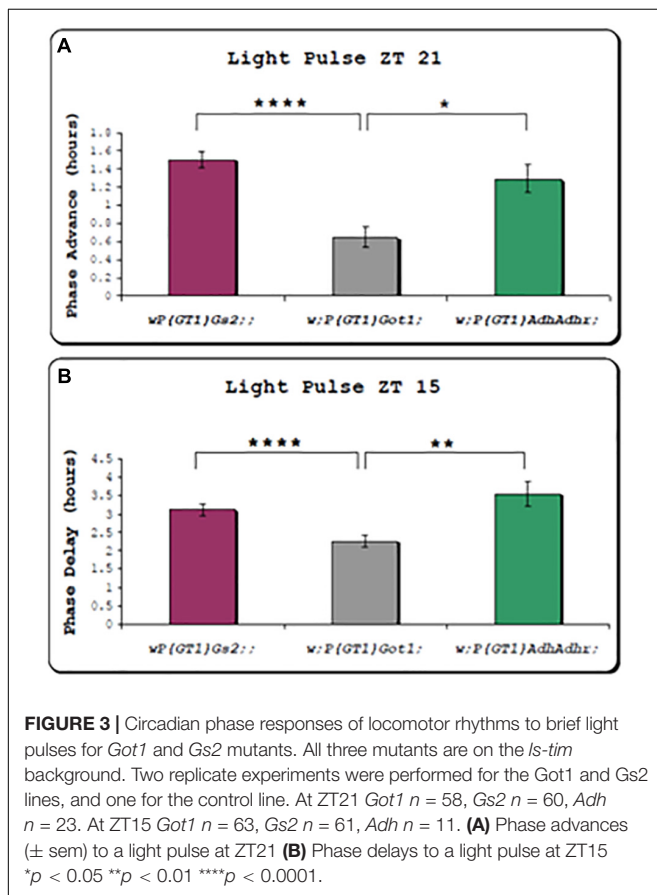 A
Light Pulse ZT 21
★★★★ ★
Phase Advance (hours)
1.8
1.6
1.4
1.2
1
0.8
0.6
0.4
0.2
0
wP{GT1}Gs2;; w;P{GT1}Got1; w;P{GT1}AdhAdhr;
B
Light Pulse ZT 15
★★★★ ★★
Phase Delay (hours)
4.5
4
3.5
3
2.5
2
1.5
1
0.5
0
wP{GT1}Gs2;; w;P{GT1}Got1; w;P{GT1}AdhAdhr;
FIGURE 3 | Circadian phase responses of locomotor rhythms to brief light
pulses for Got1 and Gs2 mutants. All three mutants are on the ls-tim
background. Two replicate experiments were performed for the Got1 and Gs2
lines, and one for the control line. At ZT21 Got1 n = 58, Gs2 n = 60, Adh
n = 23. At ZT15 Got1 n = 63, Gs2 n = 61, Adh n = 11. (A) Phase advances
(± sem) to a light pulse at ZT21 (B) Phase delays to a light pulse at ZT15
*p < 0.05 **p < 0.01 ****p < 0.0001.